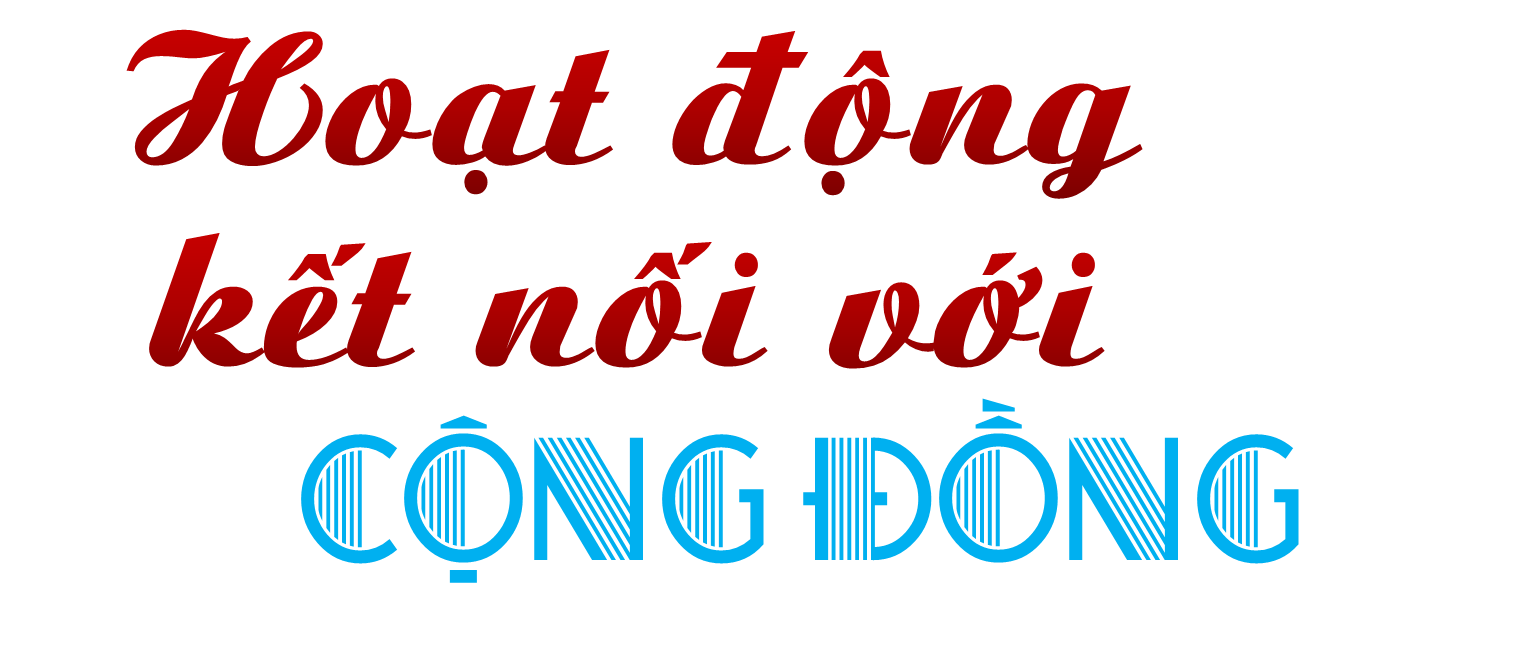 Hoạt động
kết nối với
CỘNG ĐỒNG